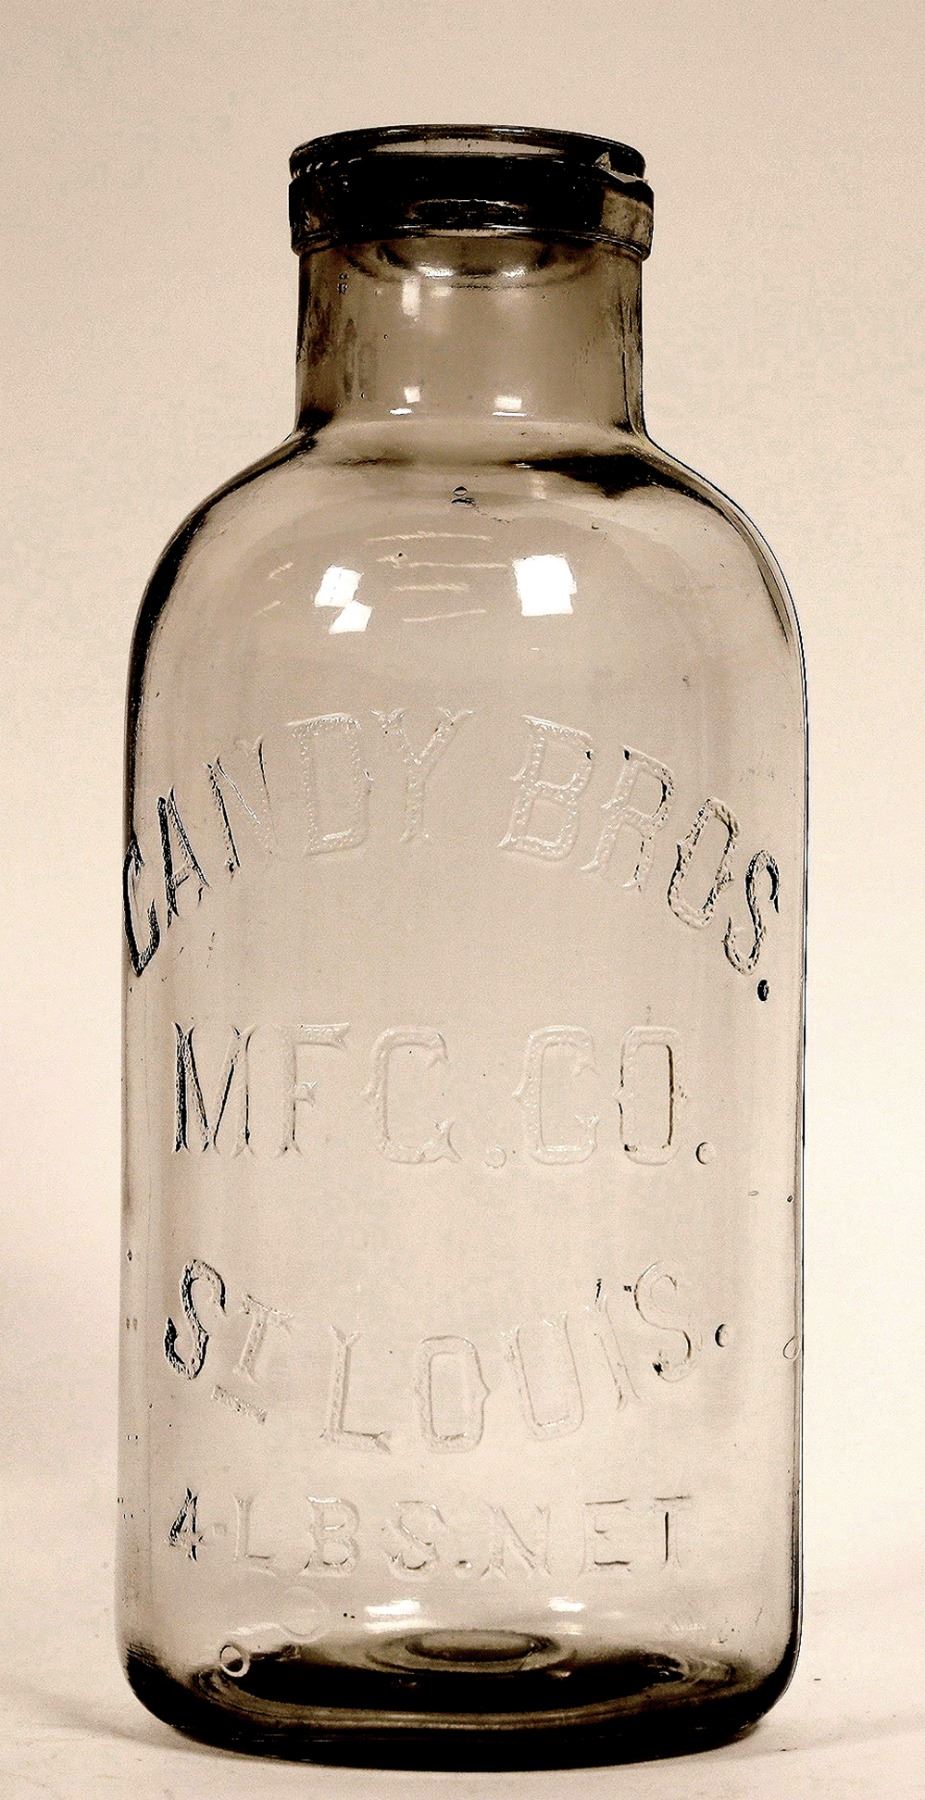 CANDY BROS.
MFG. CO.
ST LOUIS.
4-LBS. NET